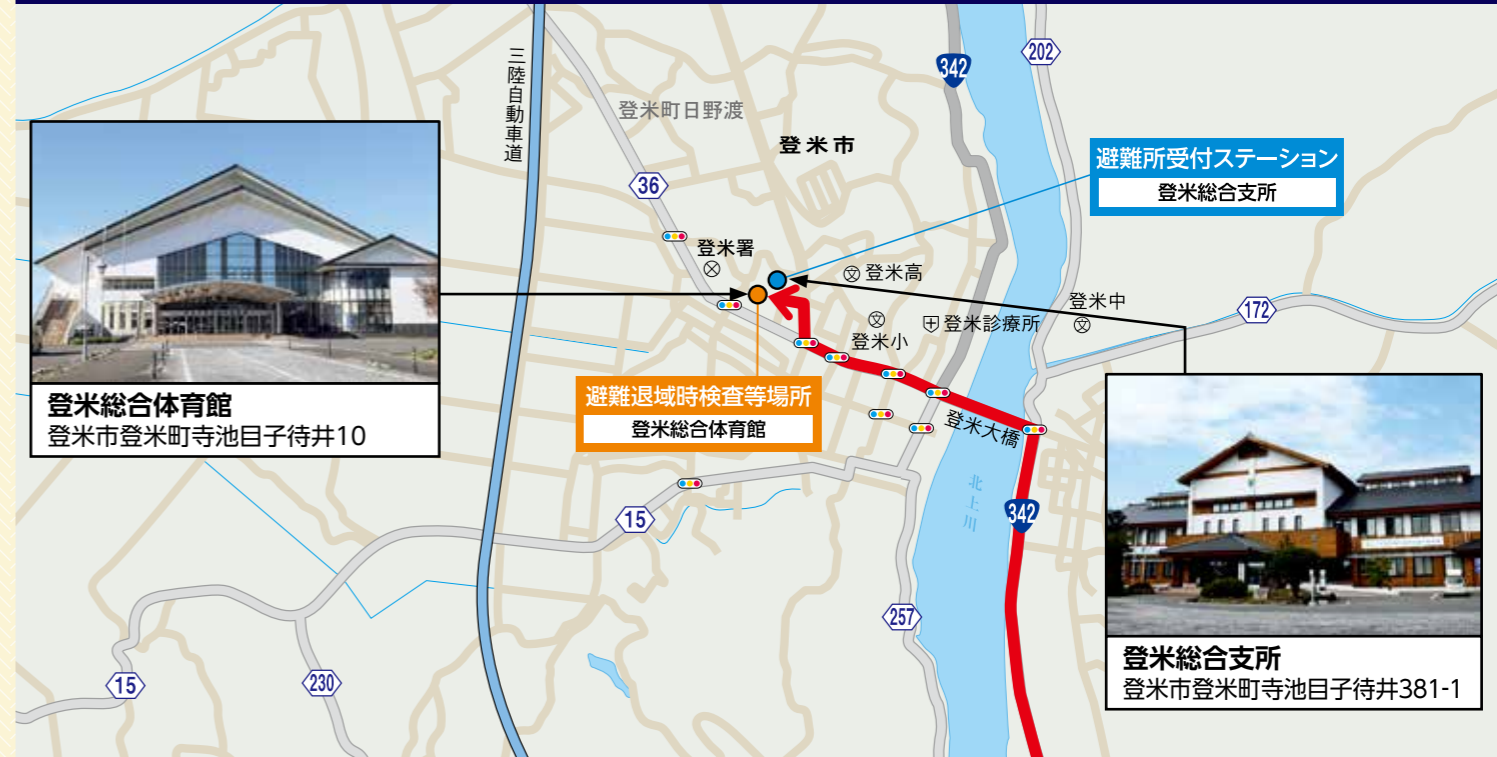 三陸自動車道
342
202
登米町日野渡
登米市
避難所受付ステーション
登米総合支所
36
登米署
登米高
登米中
172
登米小
登米診療所
避難退域時検査等場所
登米総合体育館
登米総合体育館
登米市登米町寺池目子待井10
登米大橋
北上川
342
15
257
登米総合支所
登米市登米町寺池目子待井381-1
15
230